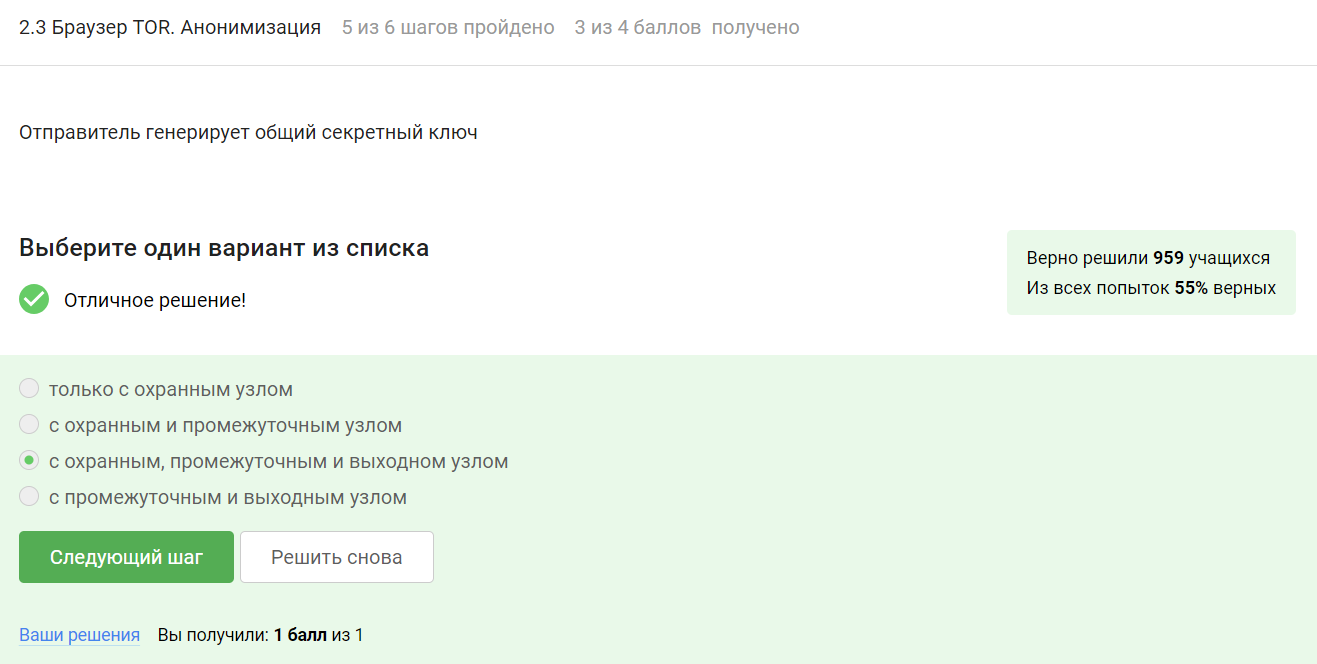 2.3 Браузер TOR. Анонимизация 5 из 6 шагов пройдено 3 из 4 баллов получено
Отправитель генерирует общий секретный ключ
Выберите один вариант из списка
Отличное решение!
Верно решили 959 учащихся
Из всех попыток 55% верных
только с охранным узлом
с охранным и промежуточным узлом
с охранным, промежуточным и выходном узлом
с промежуточным и выходным узлом
Следующий шаг Решить снова
Ваши решения Вы получили: 1 балл из 1